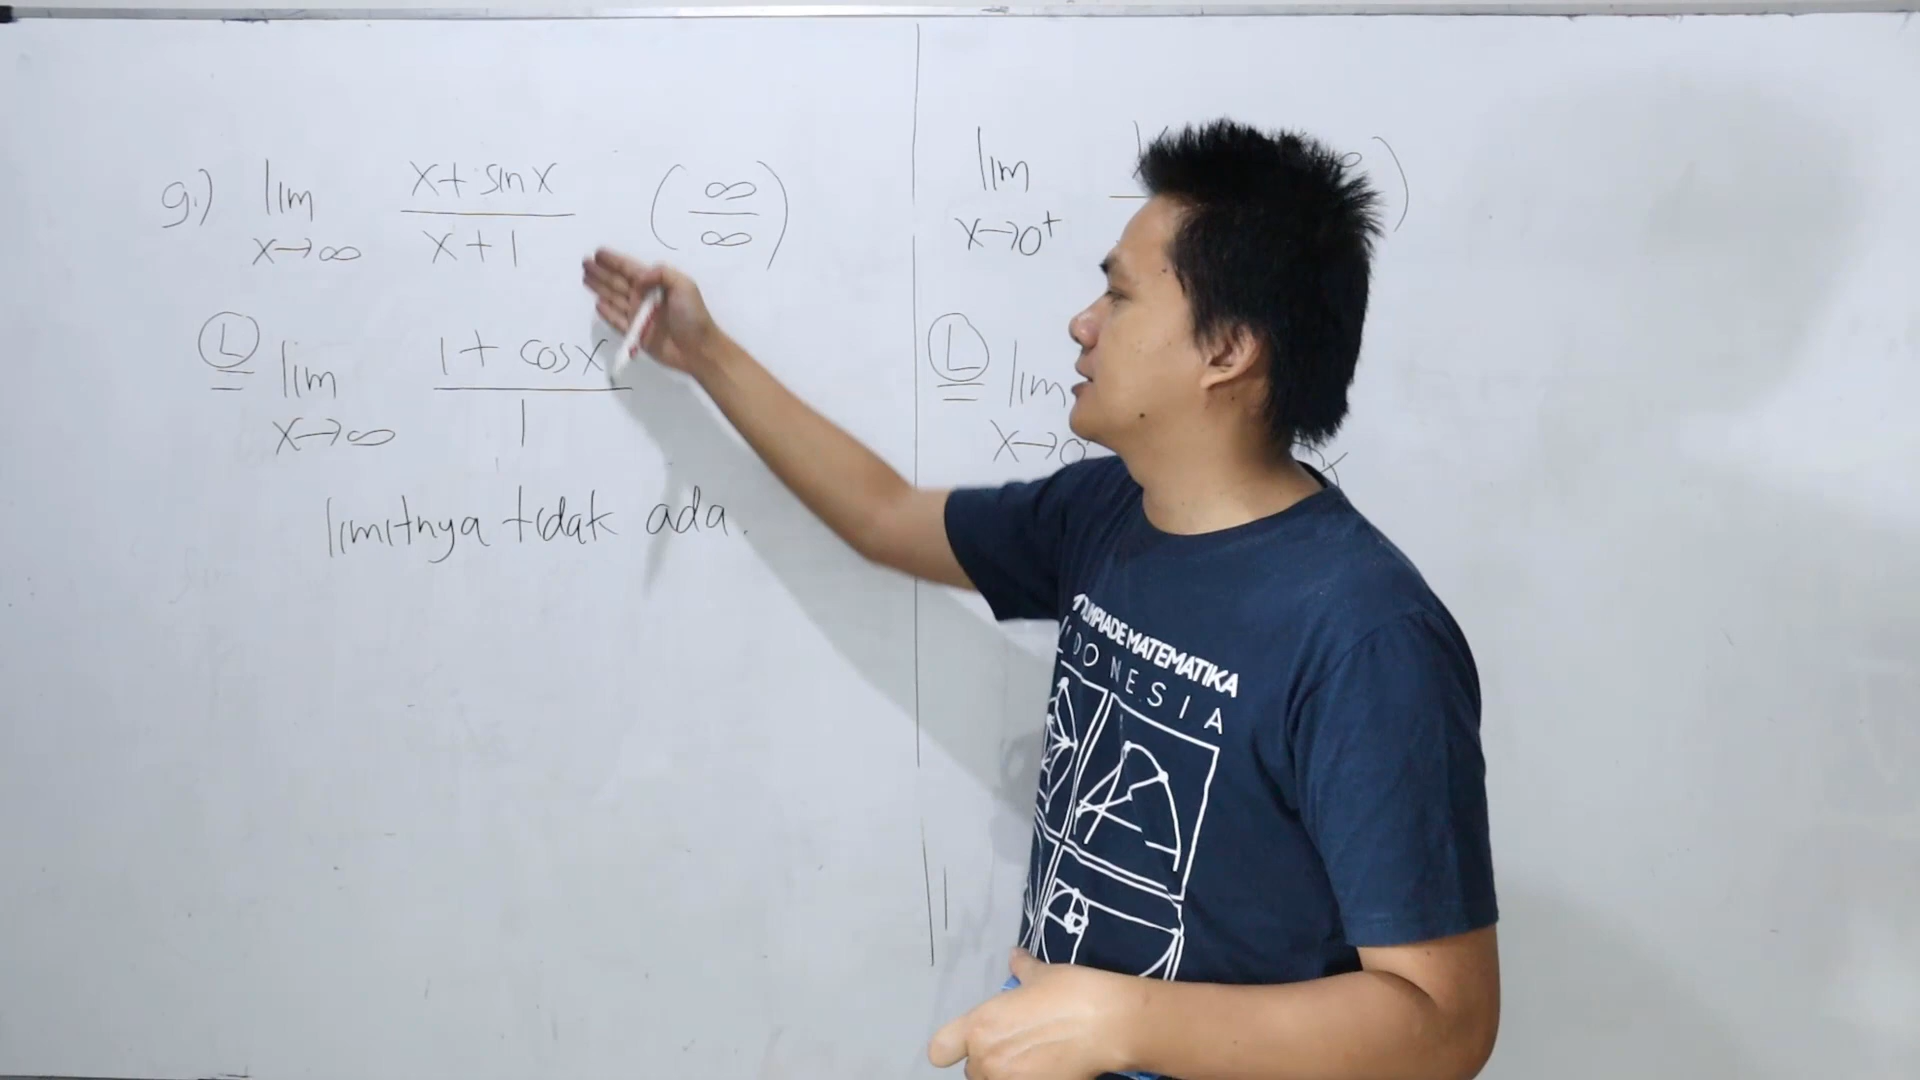 g.) lim x→∞ x + sin x / x + 1 (∞/∞)
Ⓛ= lim x→∞ 1 + cos x / 1
limitnya tidak ada.
lim x→0⁺
Ⓛ= lim x→0
OLIMPIADE MATEMATIKA
INDONESIA